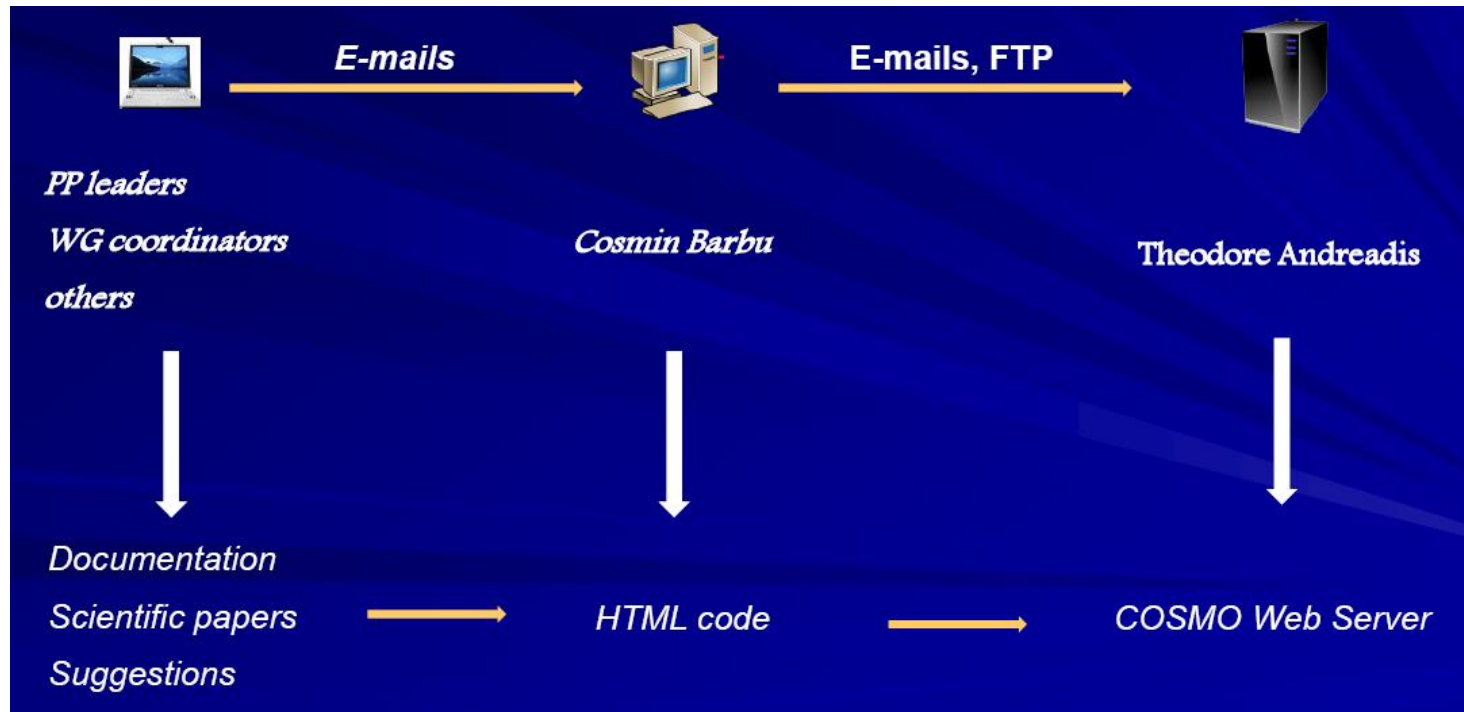 E-mails
E-mails, FTP
PP leaders
WG coordinators
others
Cosmin Barbu
Theodore Andreadis
Documentation
Scientific papers
Suggestions
HTML code
COSMO Web Server